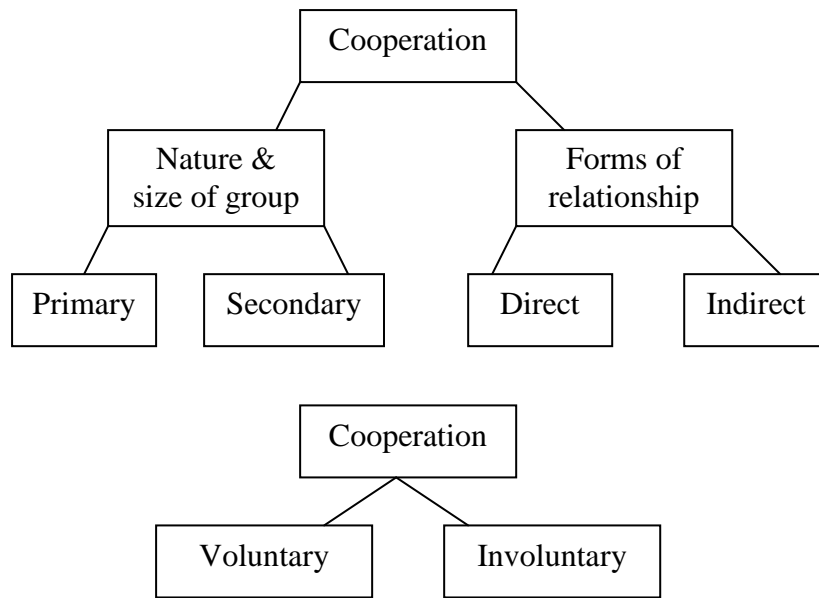 Cooperation
Nature &
size of group
Forms of
relationship
Primary
Secondary
Direct
Indirect
Cooperation
Voluntary
Involuntary